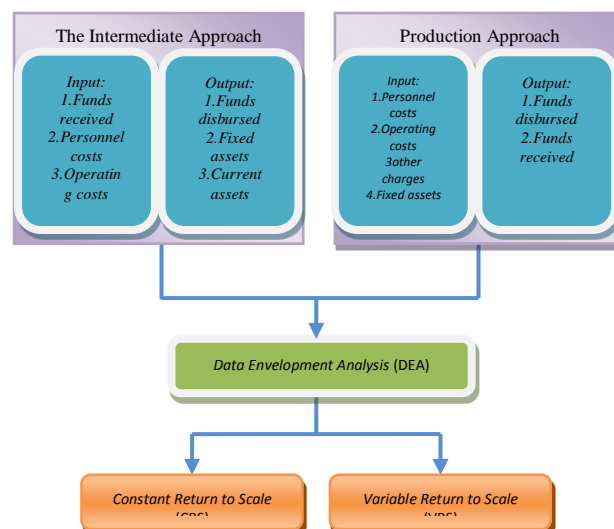 The Intermediate Approach
Input:
1.Funds
received
2.Personnel
costs
3.Operatin
g costs
Output:
1.Funds
disbursed
2.Fixed
assets
3.Current
assets
Production Approach
Input:
1.Personnel
costs
2.Operating
costs
3other
charges
4.Fixed assets
Output:
1.Funds
disbursed
2.Funds
received
Data Envelopment Analysis (DEA)
Constant Return to Scale
(CRS)
Variable Return to Scale
(VRS)